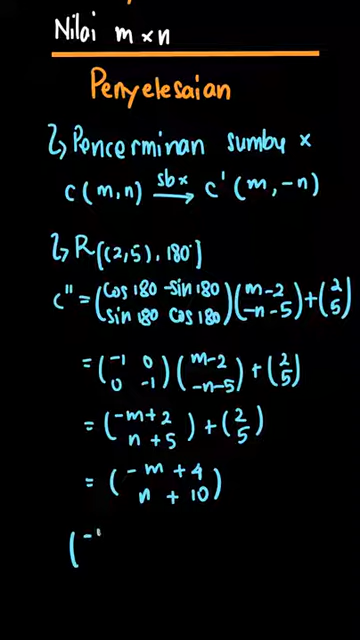 Nilai m × n
Penyelesaian
↳ Pencerminan sumbu x
C (m, n) sbx → C' (m, -n)
↳ R[(2,5), 180°]
C'' = (cos 180 -sin 180 / sin 180 cos 180) (m-2 / -n-5) + (2 / 5)
= (-1 0 / 0 -1) (m-2 / -n-5) + (2 / 5)
= (-m+2 / n+5) + (2 / 5)
= (-m+4 / n+10)
(-